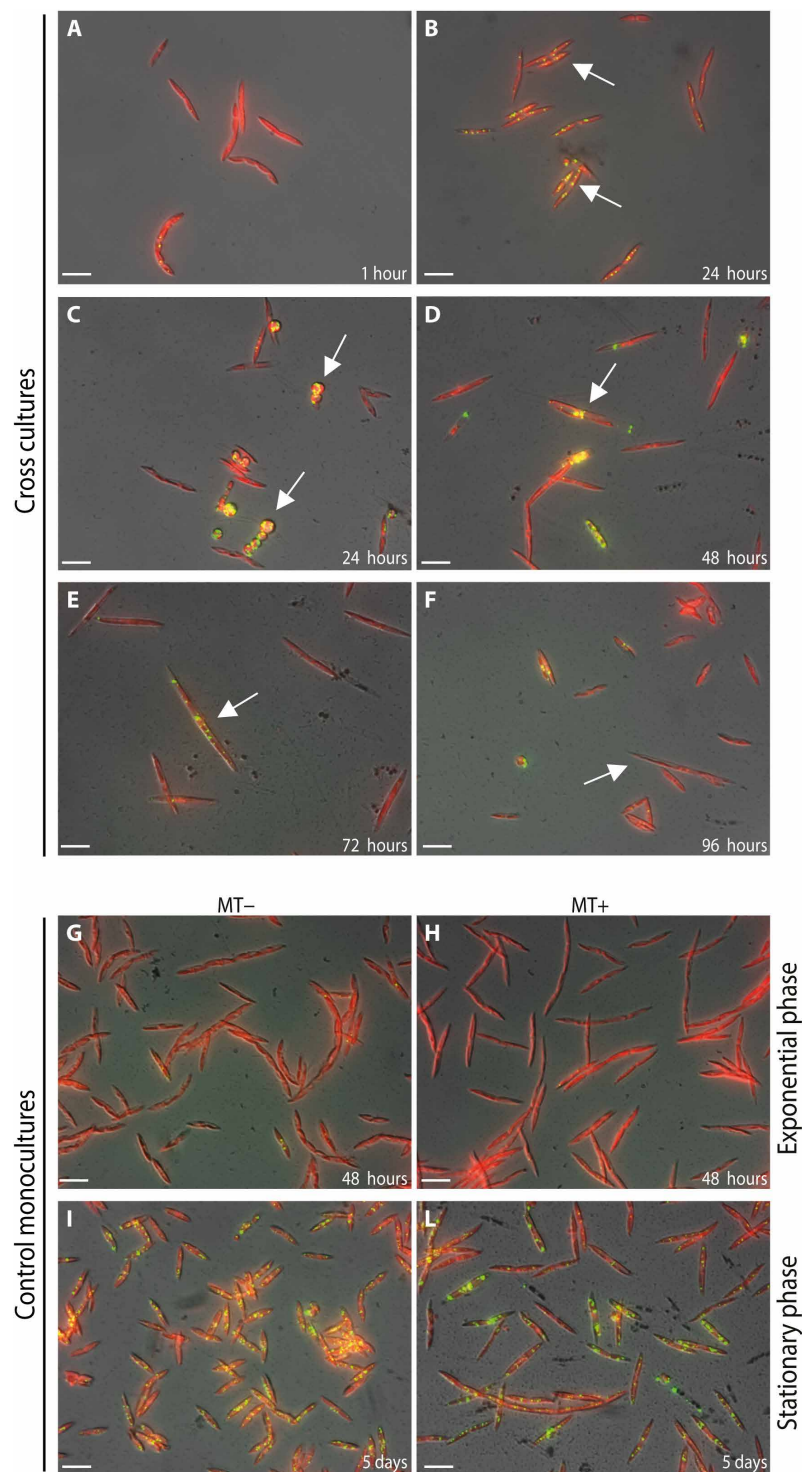 Cross cultures
A
1 hour
B
24 hours
C
24 hours
D
48 hours
E
72 hours
F
96 hours
Control monocultures
MT−
MT+
G
48 hours
H
48 hours
Exponential phase
I
5 days
L
5 days
Stationary phase